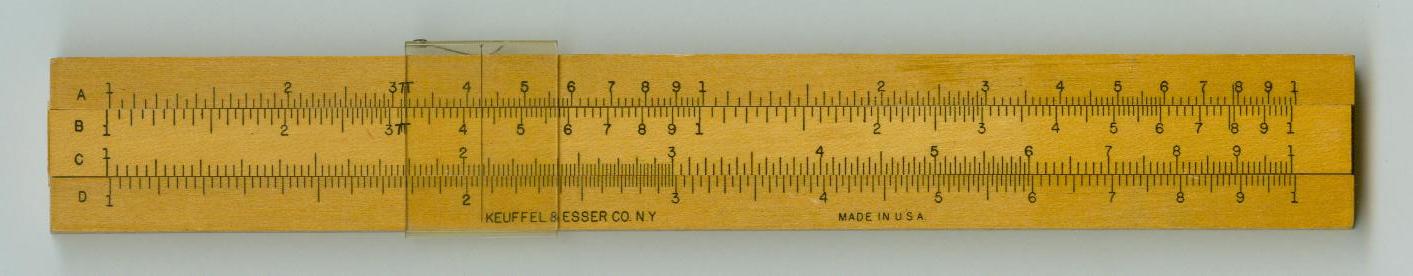 A 1 2 3 π 4 5 6 7 8 9 1 2 3 4 5 6 7 8 9 1
B 1 2 3 π 4 5 6 7 8 9 1 2 3 4 5 6 7 8 9 1
C 1 2 3 4 5 6 7 8 9 1
D 1 2 3 4 5 6 7 8 9 1
KEUFFEL & ESSER CO. N Y MADE IN U S A.